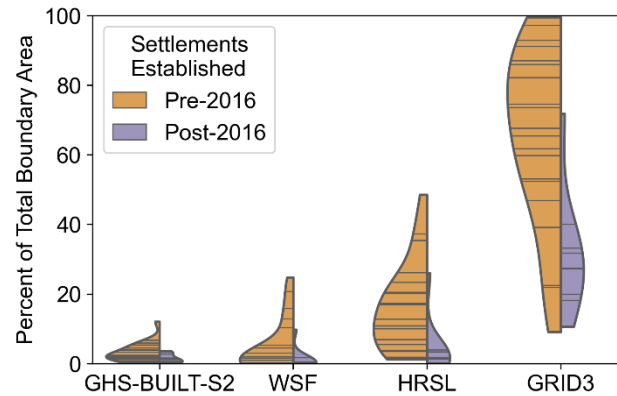 Percent of Total Boundary Area
100
80
60
40
20
0
Settlements
Established
Pre-2016
Post-2016
GHS-BUILT-S2 WSF HRSL GRID3